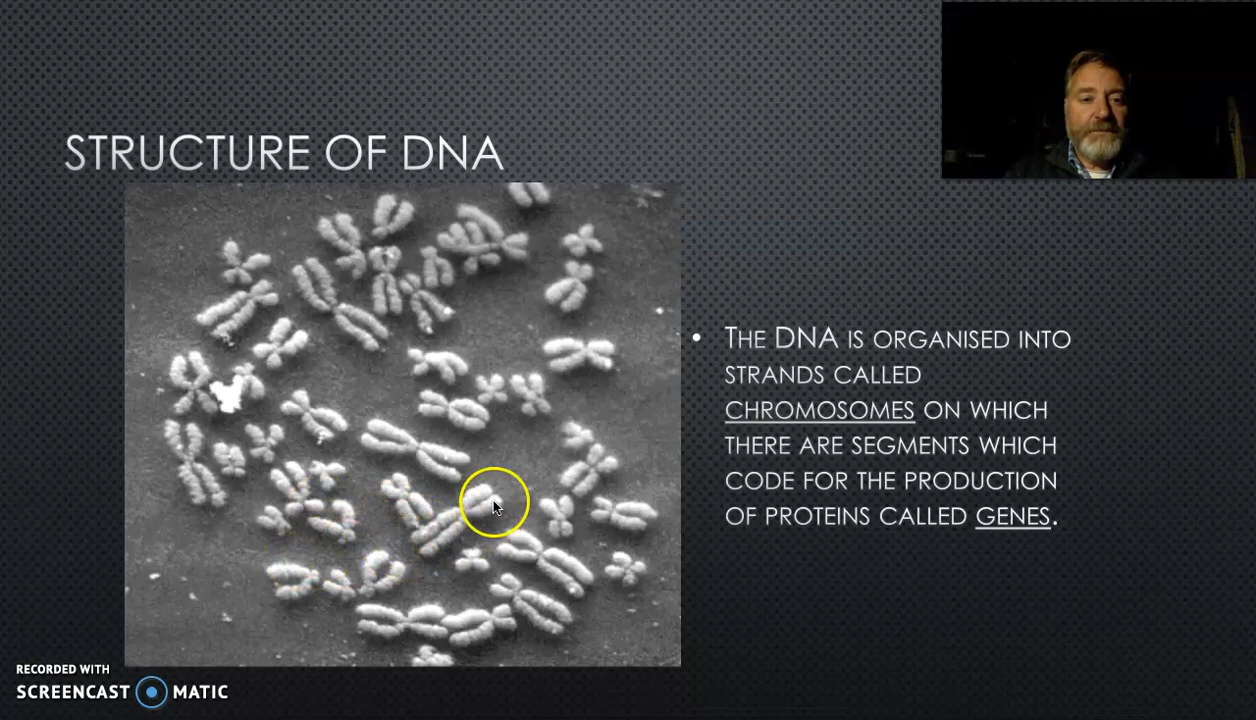 STRUCTURE OF DNA
• THE DNA IS ORGANISED INTO
STRANDS CALLED
CHROMOSOMES ON WHICH
THERE ARE SEGMENTS WHICH
CODE FOR THE PRODUCTION
OF PROTEINS CALLED GENES.
RECORDED WITH
SCREENCAST MATIC